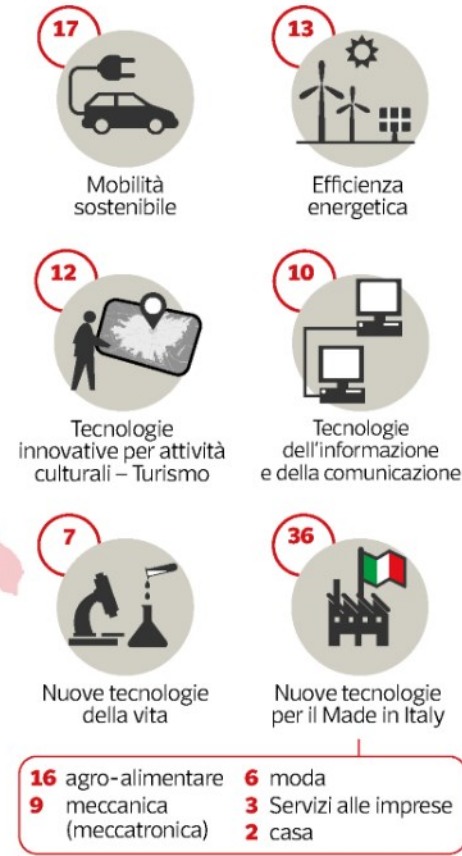 17
Mobilità
sostenibile
13
Efficienza
energetica
12
Tecnologie
innovative per attività
culturali – Turismo
10
Tecnologie
dell'informazione
e della comunicazione
7
Nuove tecnologie
della vita
36
Nuove tecnologie
per il Made in Italy
16 agro-alimentare
9 meccanica
(meccatronica)
6 moda
3 Servizi alle imprese
2 casa